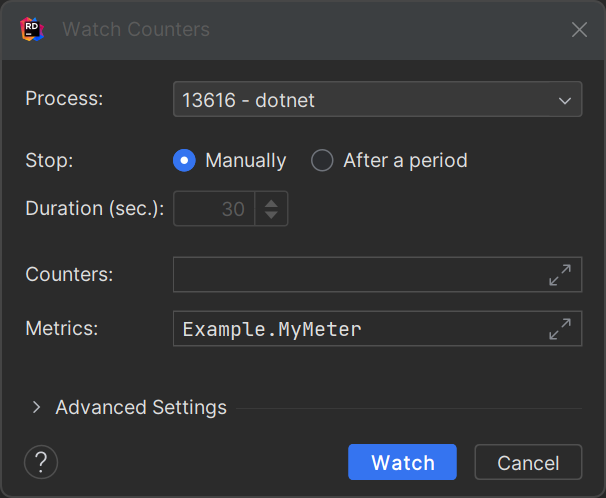 RD
Watch Counters
Process: 13616 - dotnet
Stop: Manually After a period
Duration (sec.): 30
Counters:
Metrics: Example.MyMeter
Advanced Settings
? Watch Cancel